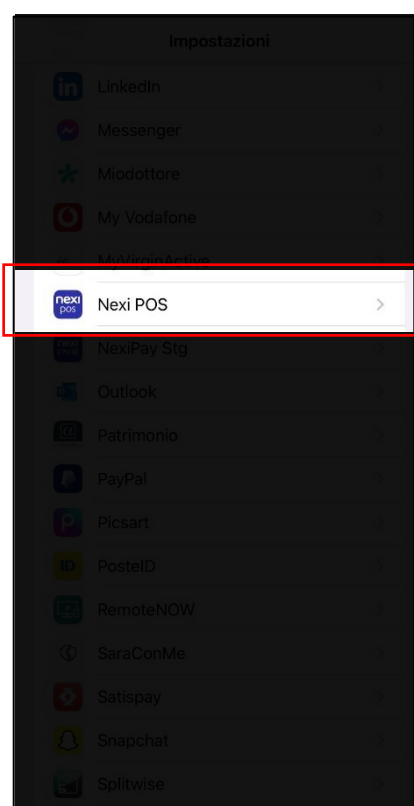 Impostazioni
LinkedIn
Messenger
Miodottore
My Vodafone
MyVirginActive
nexi
pos
Nexi POS
NexiPay Stg
Outlook
Patrimonio
PayPal
Picsart
PosteID
RemoteNOW
SaraConMe
Satispay
Snapchat
Splitwise